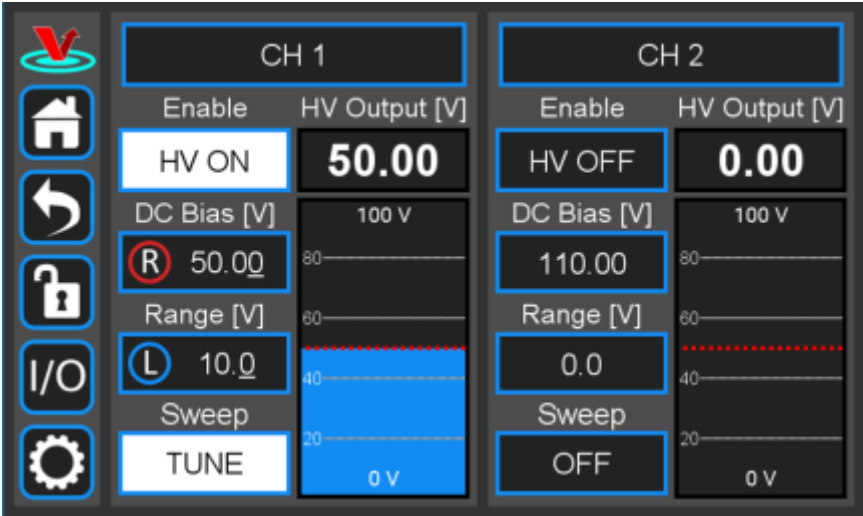 CH 1
Enable HV Output [V]
HV ON 50.00
DC Bias [V] 100 V
R 50.00 80
Range [V] 60
L 10.0 40
Sweep 20
TUNE 0 V
CH 2
Enable HV Output [V]
HV OFF 0.00
DC Bias [V] 100 V
110.00 80
Range [V] 60
0.0 40
Sweep 20
OFF 0 V
I/O